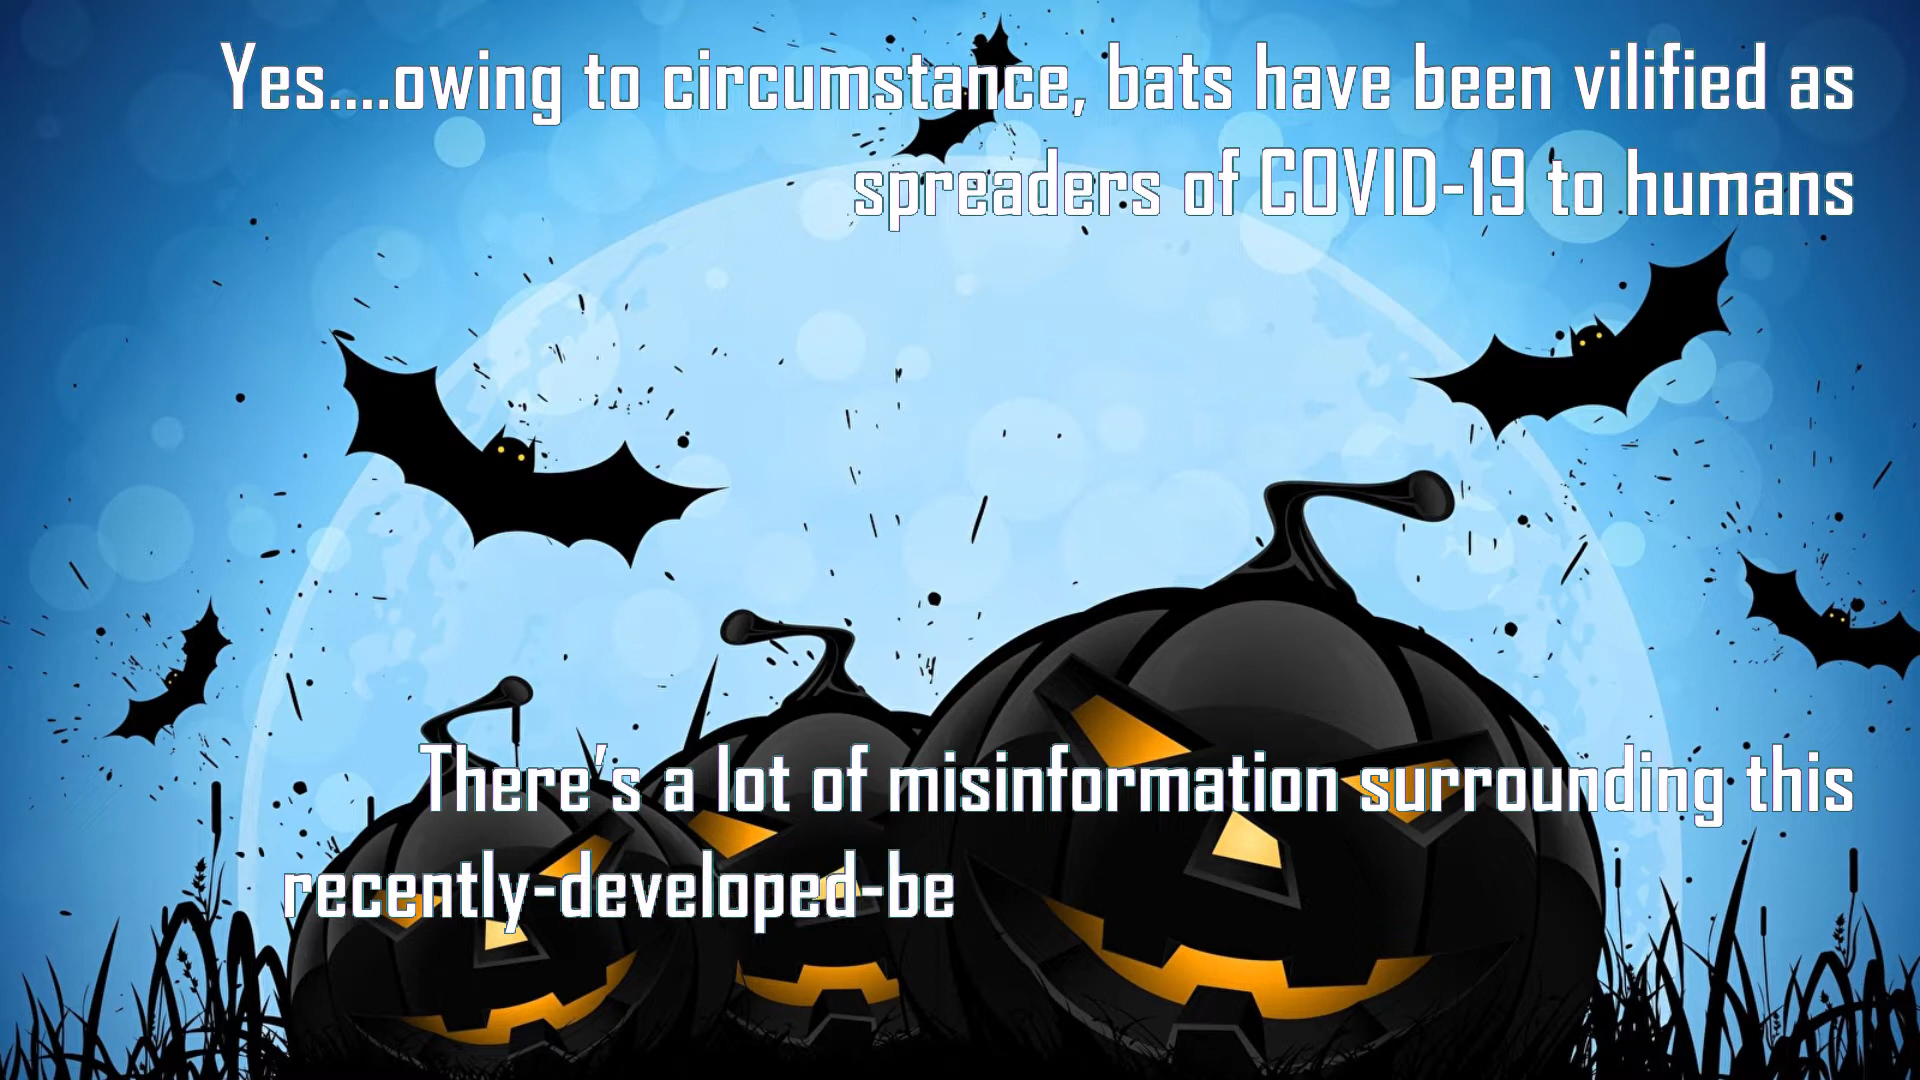 Yes....owing to circumstance, bats have been vilified as
spreaders of COVID-19 to humans
There's a lot of misinformation surrounding this
recently-developed-be